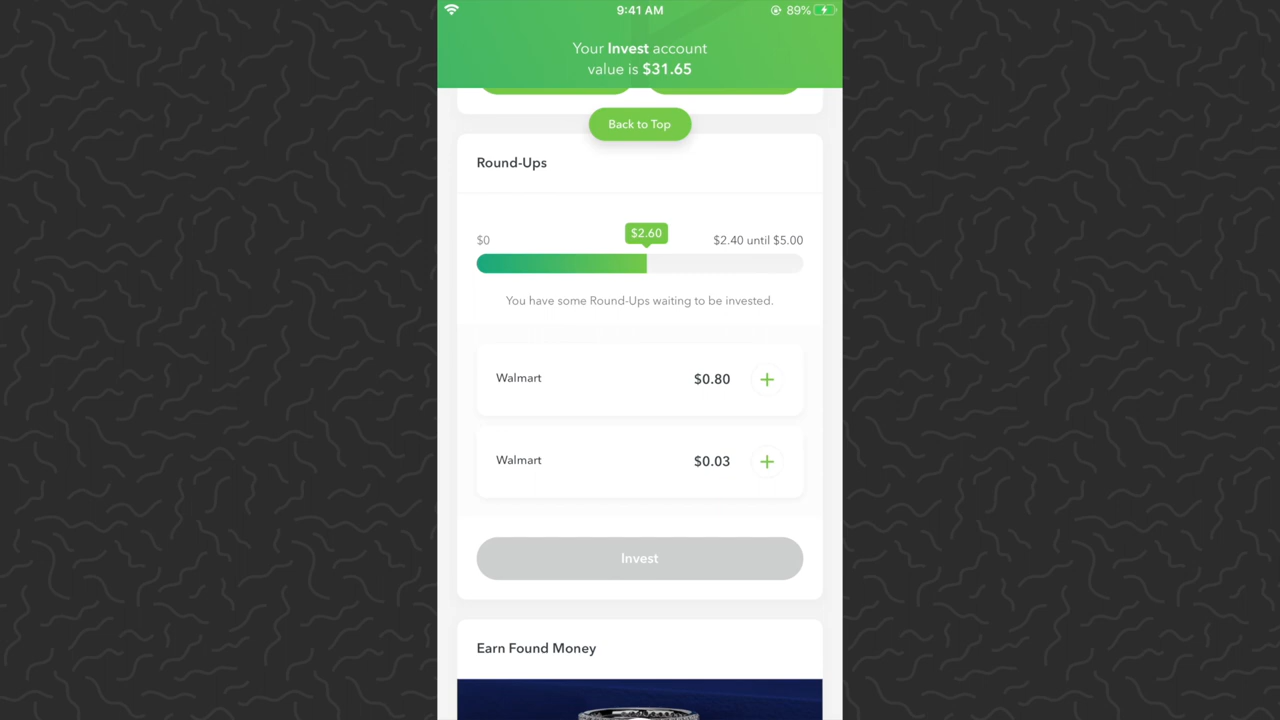 9:41 AM
89%
Your Invest account
value is $31.65
Back to Top
Round-Ups
$2.60
$0
$2.40 until $5.00
You have some Round-Ups waiting to be invested.
Walmart
$0.80
Walmart
$0.03
Invest
Earn Found Money